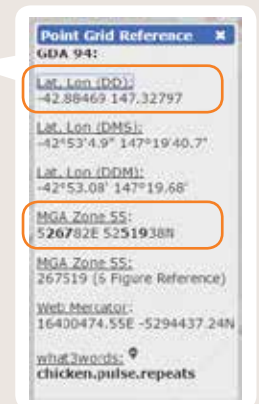 Point Grid Reference x
GDA 94:
Lat, Lon (DD):
-42.88469 147.32797
Lat, Lon (DMS):
-42°53'4.9" 147°19'40.7"
Lat, Lon (DDM):
-42°53.08' 147°19.68'
MGA Zone 55:
526782E 5251938N
MGA Zone 55:
267519 (6 Figure Reference)
Web Mercator:
16400474.55E -5294437.24N
what3words:
chicken.pulse.repeats